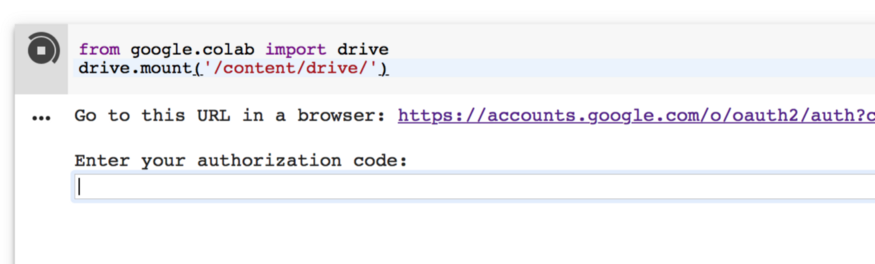 from google.colab import drive
drive.mount('/content/drive/')
... Go to this URL in a browser: https://accounts.google.com/o/oauth2/auth?c
Enter your authorization code: